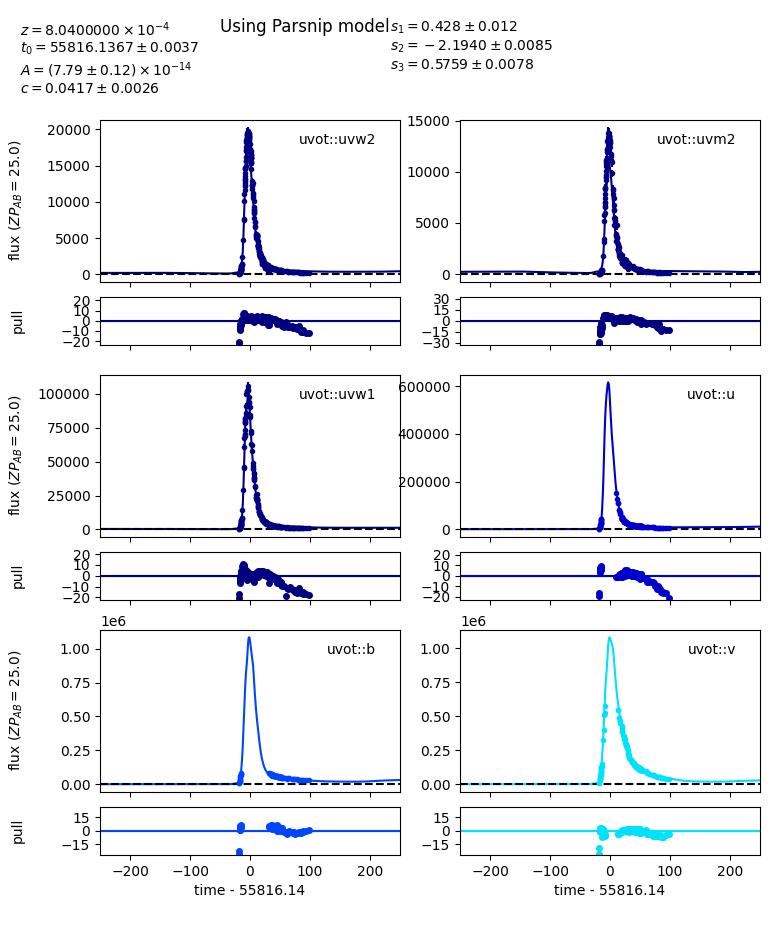 Using Parsnip model
z = 8.0400000 × 10⁻⁴
t₀ = 55816.1367 ± 0.0037
A = (7.79 ± 0.12) × 10⁻¹⁴
c = 0.0417 ± 0.0026
s₁ = 0.428 ± 0.012
s₂ = − 2.1940 ± 0.0085
s₃ = 0.5759 ± 0.0078
flux (ZP_AB = 25.0)
20000
15000
10000
5000
0
uvot::uvw2
15000
10000
5000
0
uvot::uvm2
pull
20
10
0
−10
−20
30
15
0
−15
−30
flux (ZP_AB = 25.0)
100000
75000
50000
25000
0
uvot::uvw1
600000
400000
200000
0
uvot::u
pull
20
10
0
−10
−20
20
10
0
−10
−20
flux (ZP_AB = 25.0)
1e6
1.00
0.75
0.50
0.25
0.00
uvot::b
1e6
1.00
0.75
0.50
0.25
0.00
uvot::v
pull
15
0
−15
15
0
−15
−200 −100 0 100 200
time - 55816.14
−200 −100 0 100 200
time - 55816.14